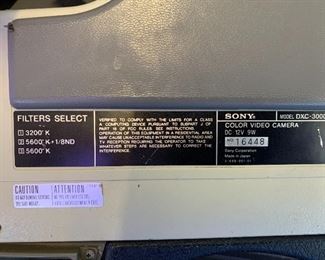 FILTERS SELECT
1 3200°K
2 5600°K+1/8ND
3 5600°K
VERIFIED TO COMPLY WITH THE LIMITS FOR A CLASS
A COMPUTING DEVICE PURSUANT TO SUBPART J OF
PART 15 OF FCC RULES. SEE INSTRUCTIONS.
OPERATION OF THIS EQUIPMENT IN A RESIDENTIAL AREA MAY
CAUSE UNACCEPTABLE INTERFERENCE TO RADIO AND
TV RECEPTION REQUIRING THE OPERATOR TO TAKE
WHATEVER STEPS ARE NECESSARY TO CORRECT
THE INTERFERENCE.
SONY® MODEL DXC-3000
COLOR VIDEO CAMERA
DC 12V 9W
NO. 16448
Sony Corporation
Made in Japan
CAUTION
ATTENTION